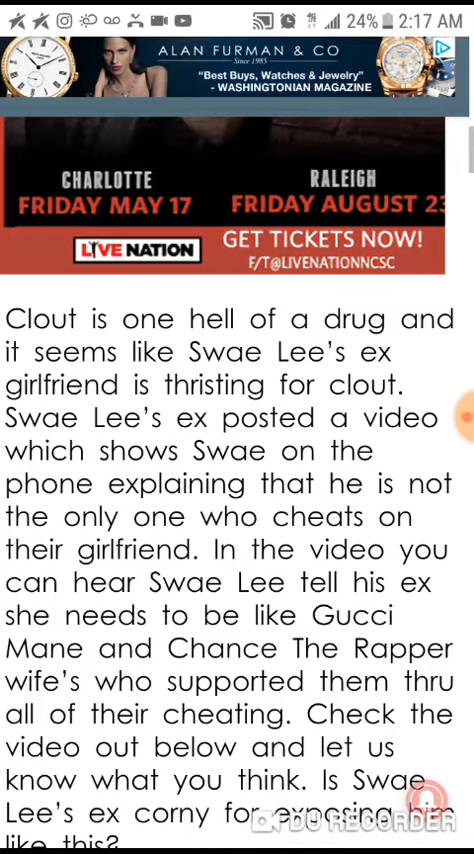 24% 2:17 AM
ALAN FURMAN & CO
Since 1985
“Best Buys, Watches & Jewelry”
- WASHINGTONIAN MAGAZINE
CHARLOTTE RALEIGH
FRIDAY MAY 17 FRIDAY AUGUST 23
LIVE NATION GET TICKETS NOW!
F/T@LIVENATIONNCSC
Clout is one hell of a drug and
it seems like Swae Lee’s ex
girlfriend is thristing for clout.
Swae Lee’s ex posted a video
which shows Swae on the
phone explaining that he is not
the only one who cheats on
their girlfriend. In the video you
can hear Swae Lee tell his ex
she needs to be like Gucci
Mane and Chance The Rapper
wife’s who supported them thru
all of their cheating. Check the
video out below and let us
know what you think. Is Swae
Lee’s ex corny for exposing him
like this?
DU RECORDER